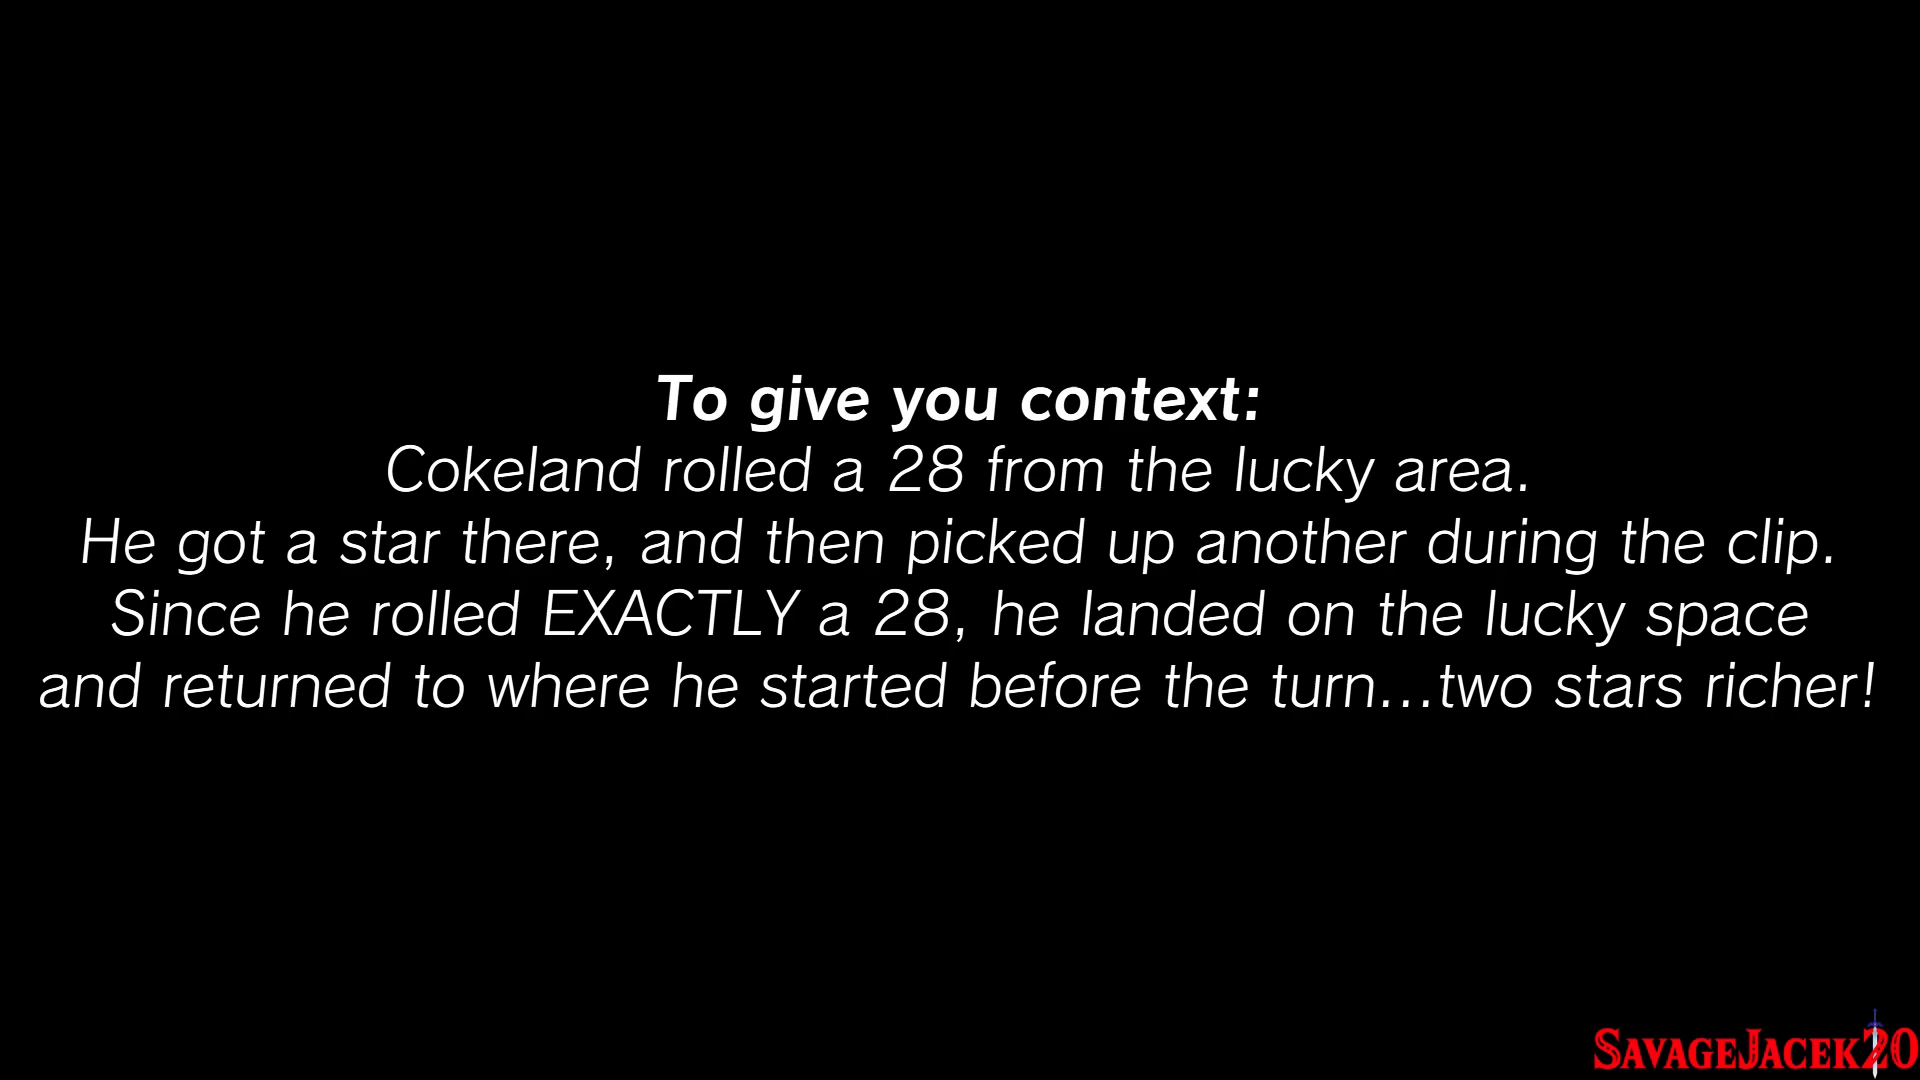 To give you context:
Cokeland rolled a 28 from the lucky area.
He got a star there, and then picked up another during the clip.
Since he rolled EXACTLY a 28, he landed on the lucky space
and returned to where he started before the turn...two stars richer!
SavageJacek20